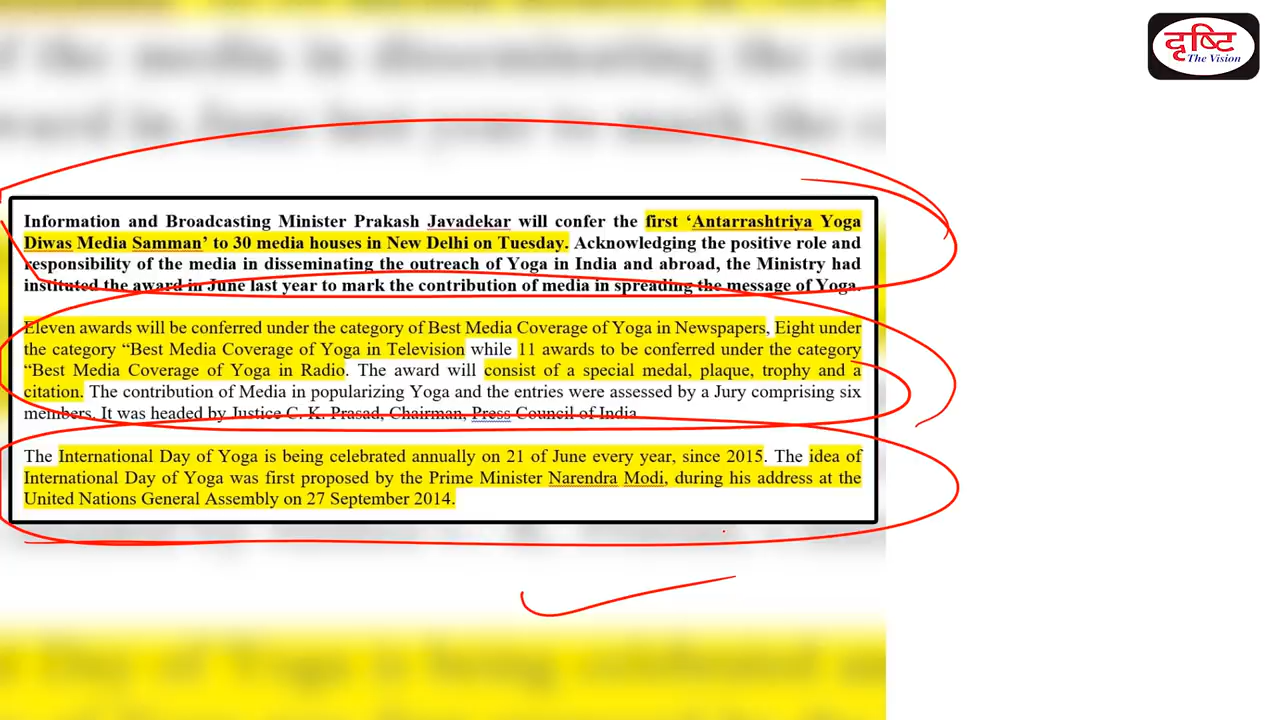 दृष्टि
The Vision
Information and Broadcasting Minister Prakash Javadekar will confer the first ‘Antarrashtriya Yoga
Diwas Media Samman’ to 30 media houses in New Delhi on Tuesday. Acknowledging the positive role and
responsibility of the media in disseminating the outreach of Yoga in India and abroad, the Ministry had
instituted the award in June last year to mark the contribution of media in spreading the message of Yoga.
Eleven awards will be conferred under the category of Best Media Coverage of Yoga in Newspapers, Eight under
the category “Best Media Coverage of Yoga in Television while 11 awards to be conferred under the category
“Best Media Coverage of Yoga in Radio. The award will consist of a special medal, plaque, trophy and a
citation. The contribution of Media in popularizing Yoga and the entries were assessed by a Jury comprising six
members. It was headed by Justice C. K. Prasad, Chairman, Press Council of India.
The International Day of Yoga is being celebrated annually on 21 of June every year, since 2015. The idea of
International Day of Yoga was first proposed by the Prime Minister Narendra Modi, during his address at the
United Nations General Assembly on 27 September 2014.